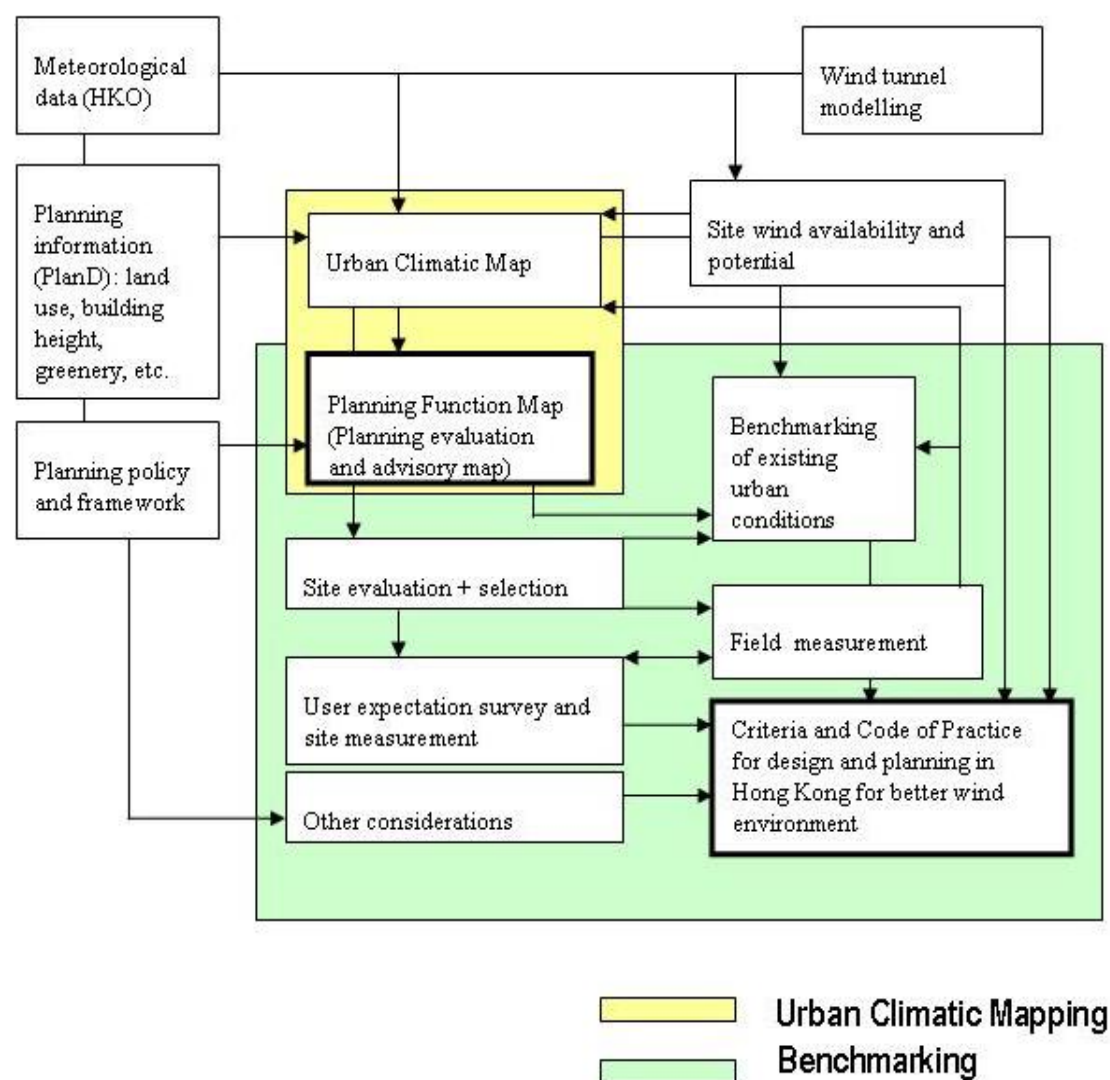 Meteorological
data (HKO)
Wind tunnel
modelling
Planning
information
(PlanD): land
use, building
height,
greenery, etc.
Urban Climatic Map
Site wind availability and
potential
Planning Function Map
(Planning evaluation
and advisory map)
Benchmarking
of existing
urban
conditions
Planning policy
and framework
Site evaluation + selection
Field measurement
User expectation survey and
site measurement
Criteria and Code of Practice
for design and planning in
Hong Kong for better wind
environment
Other considerations
Urban Climatic Mapping
Benchmarking